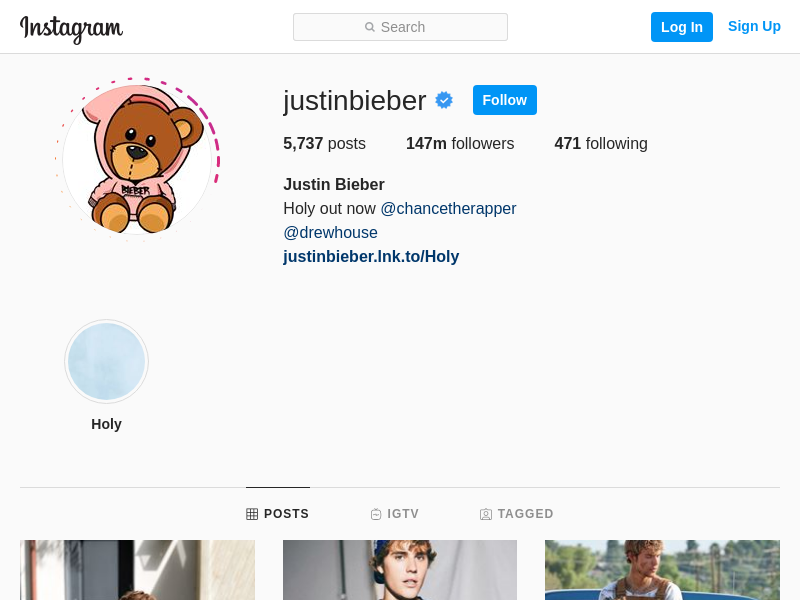 Instagram
Search
Log In
Sign Up
justinbieber
Follow
5,737 posts
147m followers
471 following
Justin Bieber
Holy out now @chancetherapper
@drewhouse
justinbieber.lnk.to/Holy
BIEBER
Holy
POSTS
IGTV
TAGGED